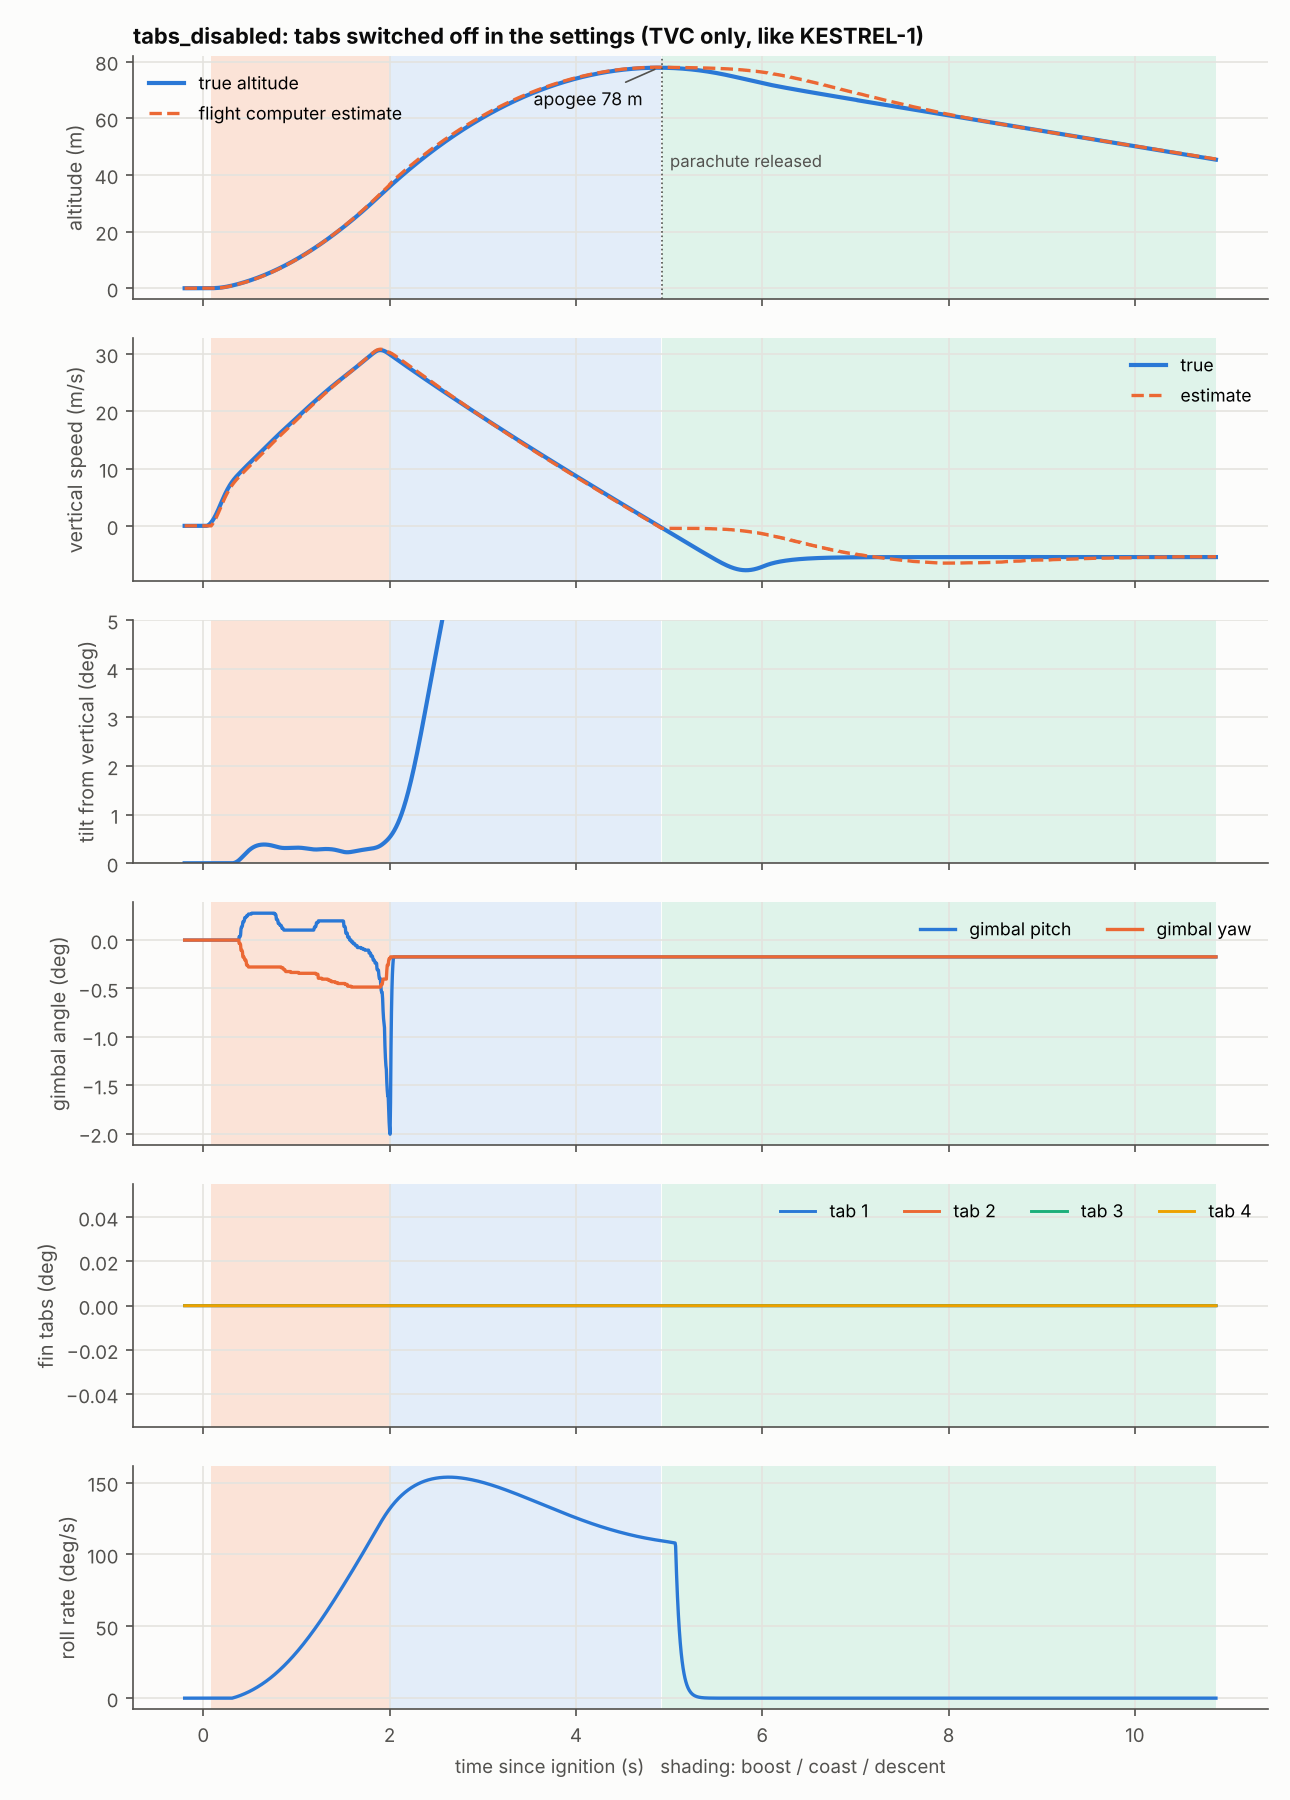 tabs_disabled: tabs switched off in the settings (TVC only, like KESTREL-1)
80
60
40
20
0
altitude (m)
true altitude
flight computer estimate
apogee 78 m
parachute released
30
20
10
0
vertical speed (m/s)
true
estimate
5
4
3
2
1
0
tilt from vertical (deg)
0.0
−0.5
−1.0
−1.5
−2.0
gimbal angle (deg)
gimbal pitch gimbal yaw
0.04
0.02
0.00
−0.02
−0.04
fin tabs (deg)
tab 1 tab 2 tab 3 tab 4
150
100
50
0
roll rate (deg/s)
0 2 4 6 8 10
time since ignition (s) shading: boost / coast / descent